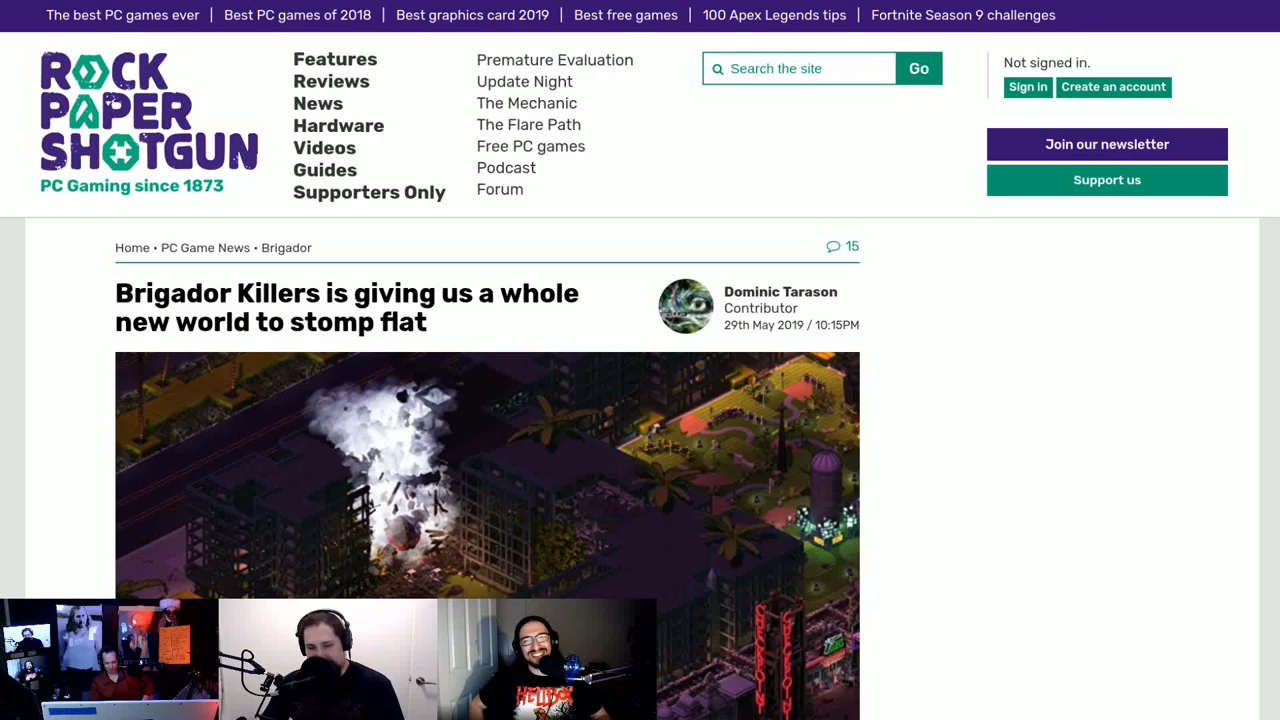 The best PC games ever | Best PC games of 2018 | Best graphics card 2019 | Best free games | 100 Apex Legends tips | Fortnite Season 9 challenges
ROCK
PAPER
SHOTGUN
PC Gaming since 1873
Features
Reviews
News
Hardware
Videos
Guides
Supporters Only
Premature Evaluation
Update Night
The Mechanic
The Flare Path
Free PC games
Podcast
Forum
Search the site
Go
Not signed in.
Sign in
Create an account
Join our newsletter
Support us
Home • PC Game News • Brigador
15
Brigador Killers is giving us a whole
new world to stomp flat
Dominic Tarason
Contributor
29th May 2019 / 10:15PM